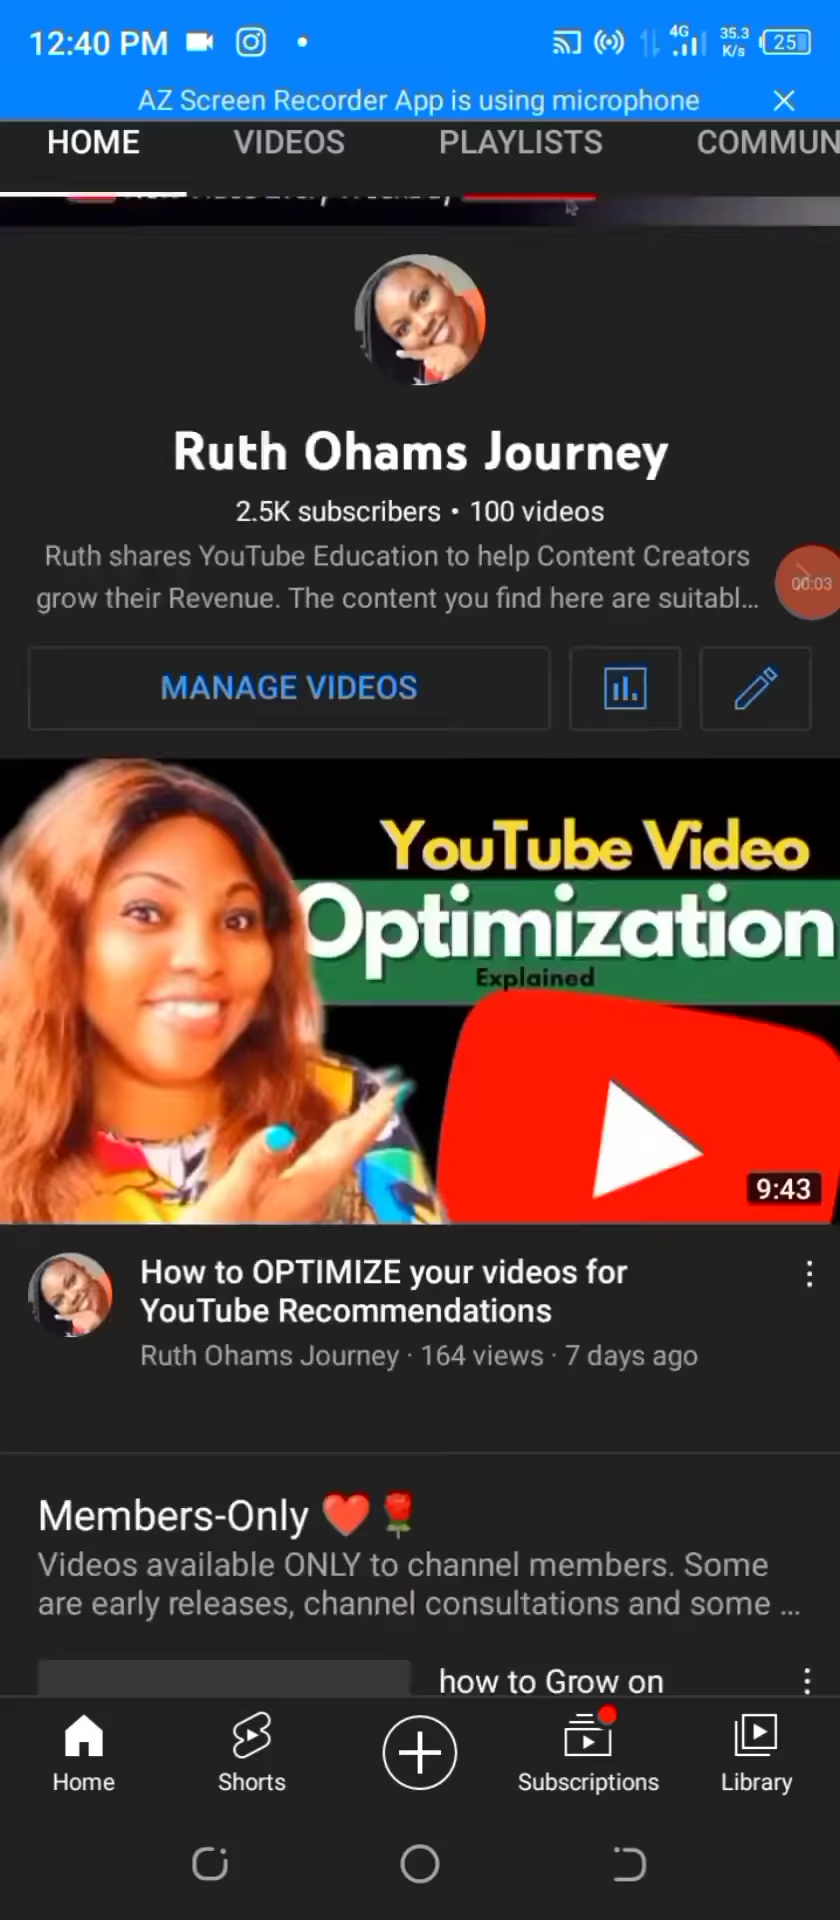 12:40 PM
4G
35.3
K/s
25
AZ Screen Recorder App is using microphone
HOME VIDEOS PLAYLISTS COMMUN
Ruth Ohams Journey
2.5K subscribers • 100 videos
Ruth shares YouTube Education to help Content Creators
grow their Revenue. The content you find here are suitabl...
00:03
MANAGE VIDEOS
YouTube Video
Optimization
Explained
9:43
How to OPTIMIZE your videos for
YouTube Recommendations
Ruth Ohams Journey · 164 views · 7 days ago
Members-Only ❤️🌹
Videos available ONLY to channel members. Some
are early releases, channel consultations and some ...
how to Grow on
Home Shorts Subscriptions Library